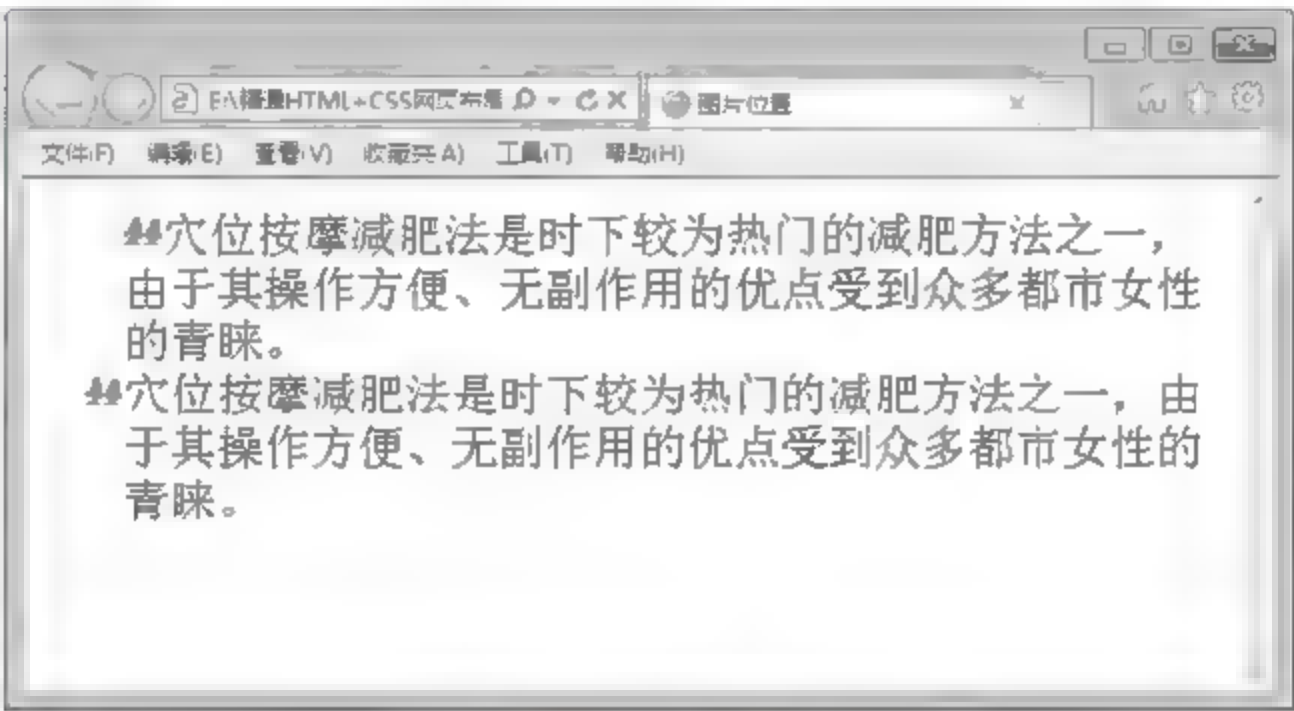 E:\精通HTML+CSS网页布局
图片位置
文件(F) 编辑(E) 查看(V) 收藏夹(A) 工具(T) 帮助(H)
穴位按摩减肥法是时下较为热门的减肥方法之一，
由于其操作方便、无副作用的优点受到众多都市女性
的青睐。
穴位按摩减肥法是时下较为热门的减肥方法之一，由
于其操作方便、无副作用的优点受到众多都市女性的
青睐。